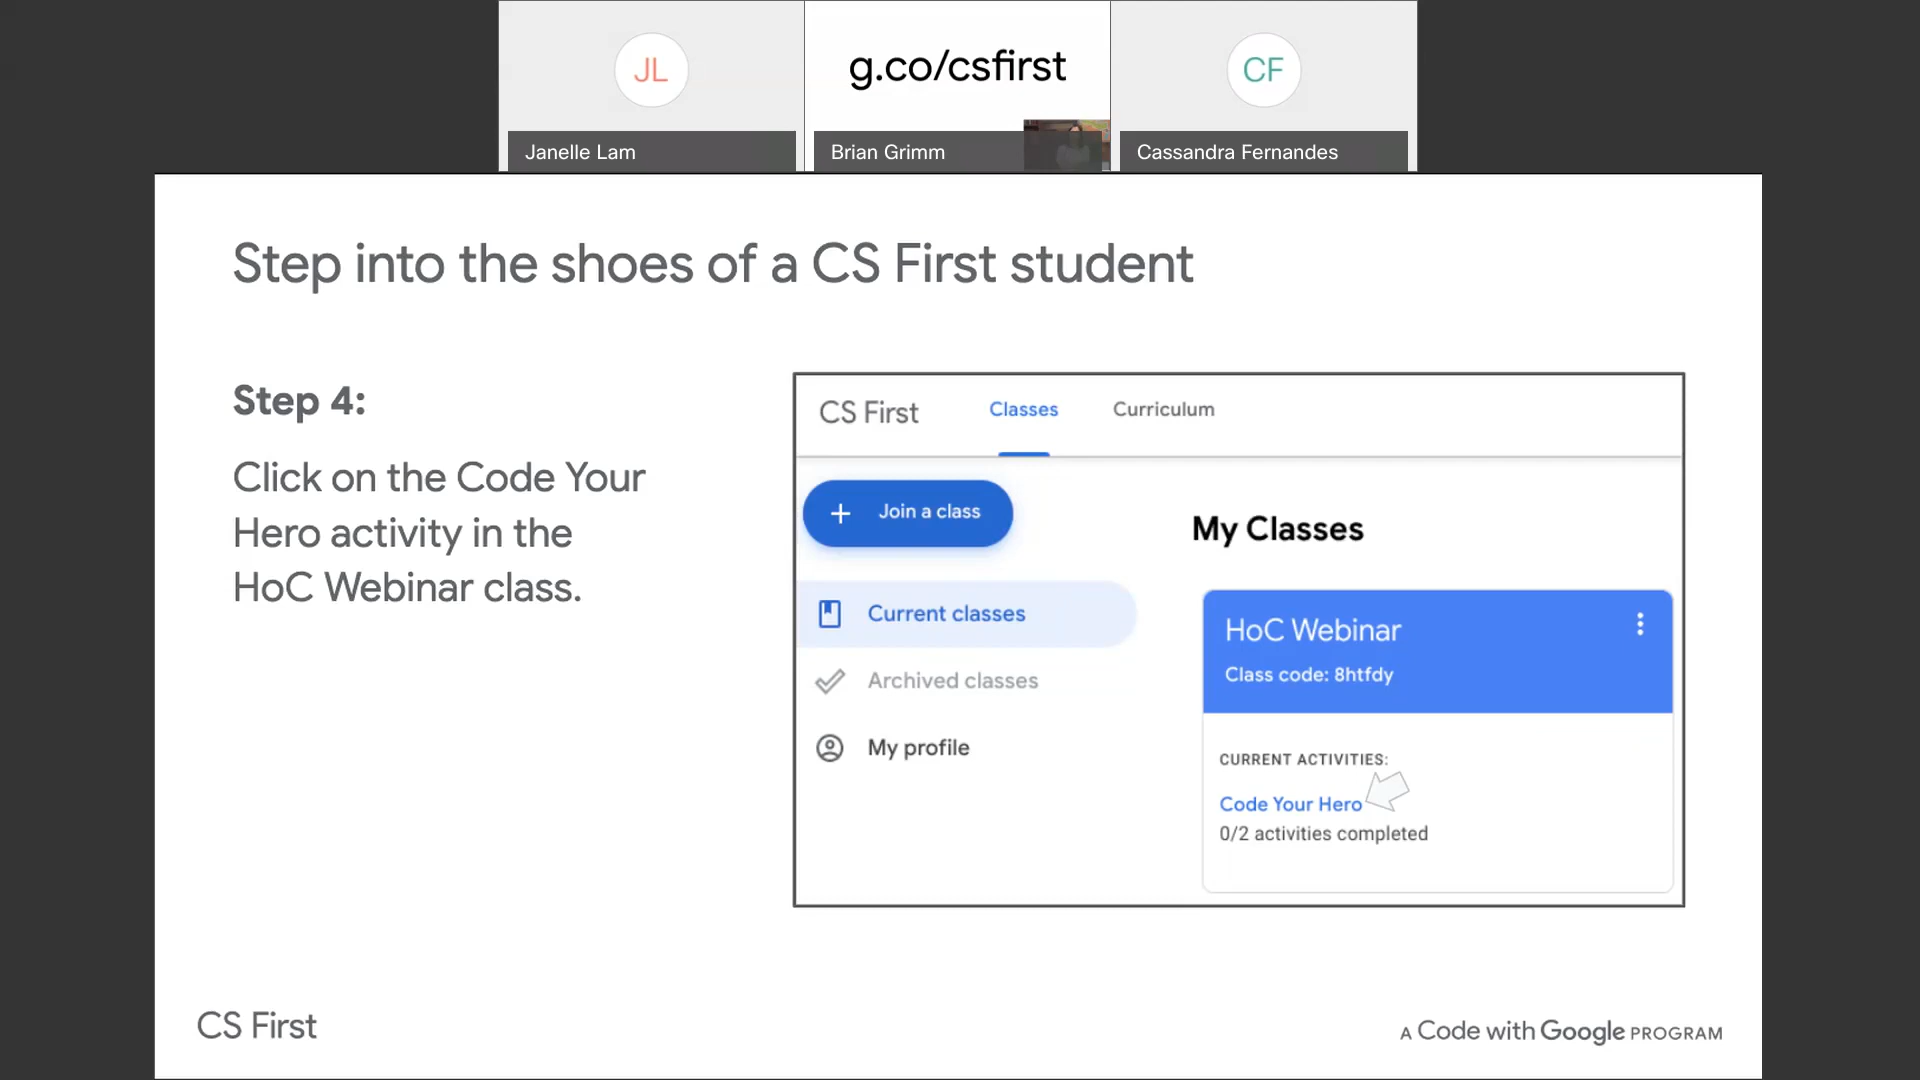 JL
g.co/csfirst
CF
Janelle Lam
Brian Grimm
Cassandra Fernandes
Step into the shoes of a CS First student
Step 4:
Click on the Code Your
Hero activity in the
HoC Webinar class.
CS First
Classes
Curriculum
+ Join a class
My Classes
Current classes
Archived classes
My profile
HoC Webinar
Class code: 8htfdy
CURRENT ACTIVITIES:
Code Your Hero
0/2 activities completed
CS First
A Code with Google PROGRAM